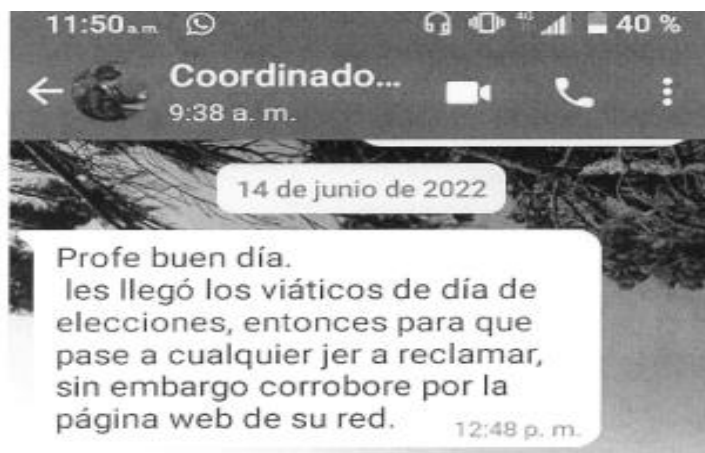 11:50 a.m. 4G 40 %
Coordinado...
9:38 a. m.
14 de junio de 2022
Profe buen día.
les llegó los viáticos de día de
elecciones, entonces para que
pase a cualquier jer a reclamar,
sin embargo corrobore por la
página web de su red.
12:48 p. m.